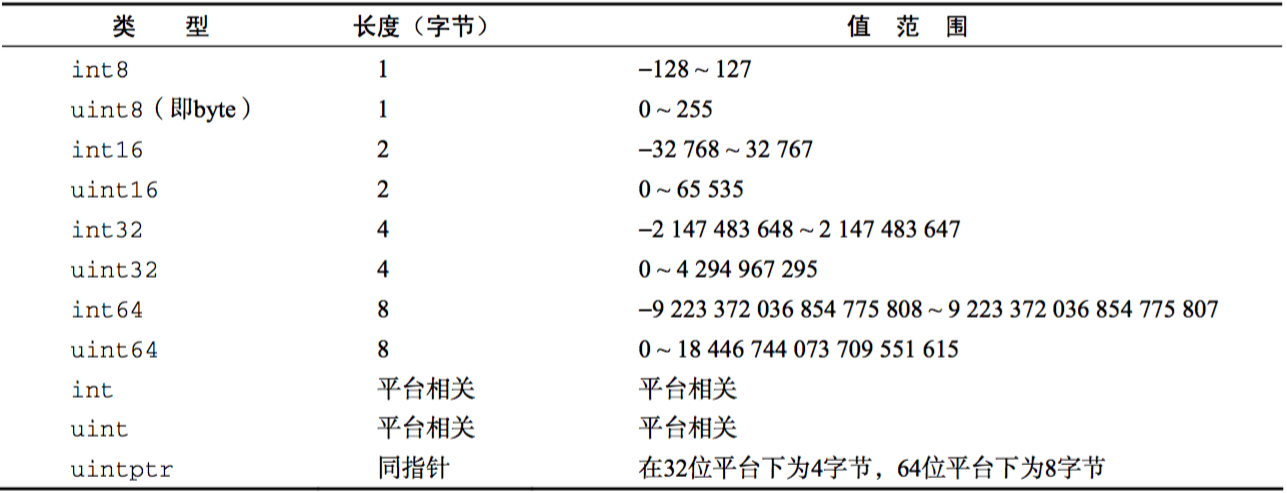 类 型 长度（字节） 值 范 围
int8 1 –128 ~ 127
uint8（即byte） 1 0 ~ 255
int16 2 –32 768 ~ 32 767
uint16 2 0 ~ 65 535
int32 4 –2 147 483 648 ~ 2 147 483 647
uint32 4 0 ~ 4 294 967 295
int64 8 –9 223 372 036 854 775 808 ~ 9 223 372 036 854 775 807
uint64 8 0 ~ 18 446 744 073 709 551 615
int 平台相关 平台相关
uint 平台相关 平台相关
uintptr 同指针 在32位平台下为4字节，64位平台下为8字节